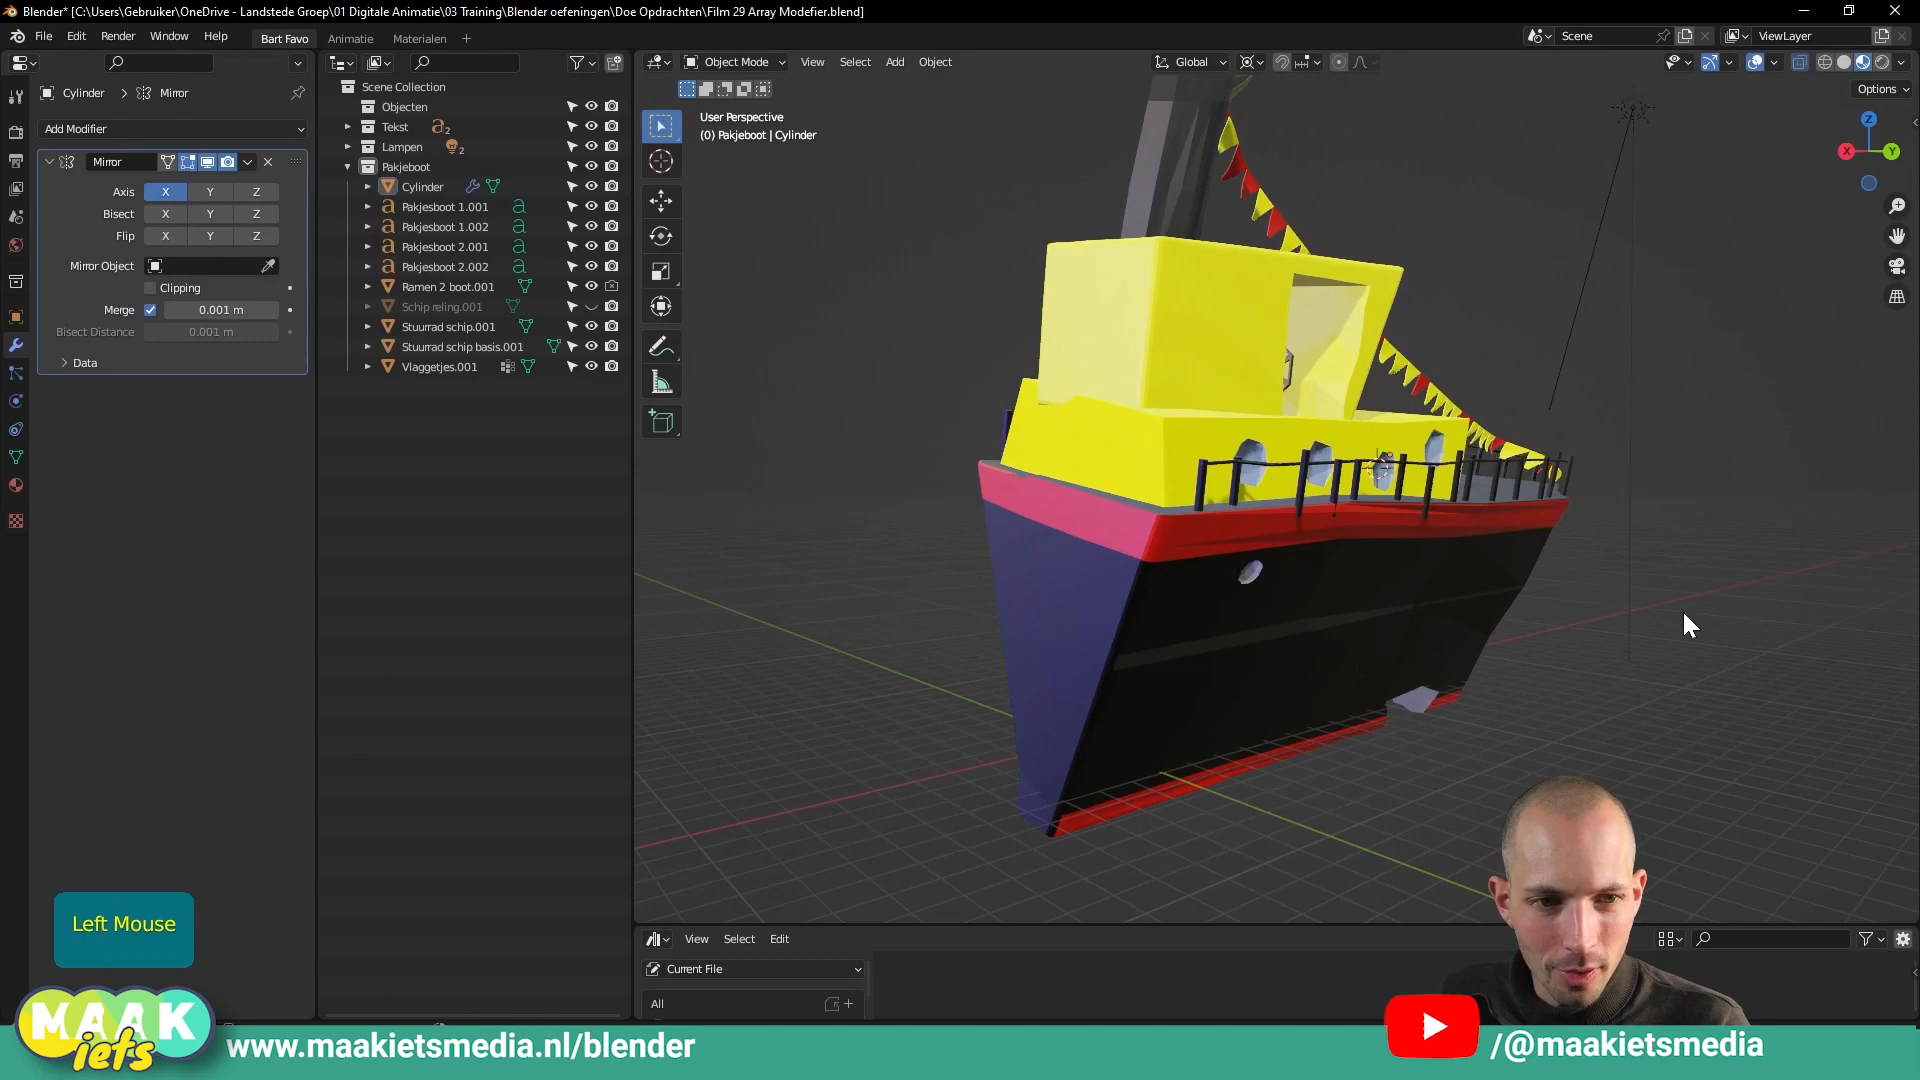 Blender* [C:\Users\Gebruiker\OneDrive - Landstede Groep\01 Digitale Animatie\03 Training\Blender oefeningen\Doe Opdrachten\Film 29 Array Modefier.blend]
File Edit Render Window Help Bart Favo Animatie Materialen + Scene ViewLayer
Object Mode View Select Add Object Global
Options
Cylinder > Mirror
Add Modifier
Mirror
Axis X Y Z
Bisect X Y Z
Flip X Y Z
Mirror Object
Clipping
Merge 0.001 m
Bisect Distance 0.001 m
Data
Scene Collection
Objecten
Tekst 2
Lampen 2
Pakjeboot
Cylinder
Pakjesboot 1.001
Pakjesboot 1.002
Pakjesboot 2.001
Pakjesboot 2.002
Ramen 2 boot.001
Schip reling.001
Stuurrad schip.001
Stuurrad schip basis.001
Vlaggetjes.001
User Perspective
(0) Pakjeboot | Cylinder
Z
X Y
View Select Edit
Current File
All
Left Mouse
MAAK
iets
www.maakietsmedia.nl/blender
/@maakietsmedia